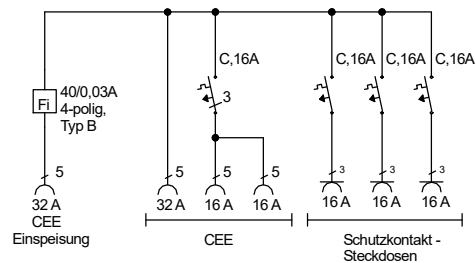 C,16A
C,16A C,16A C,16A
Fi
40/0,03A
4-polig,
Typ B
3
5
5 5 5
3 3 3
32 A
32 A 16 A 16 A
16 A 16 A 16 A
CEE
Einspeisung
CEE
Schutzkontakt -
Steckdosen